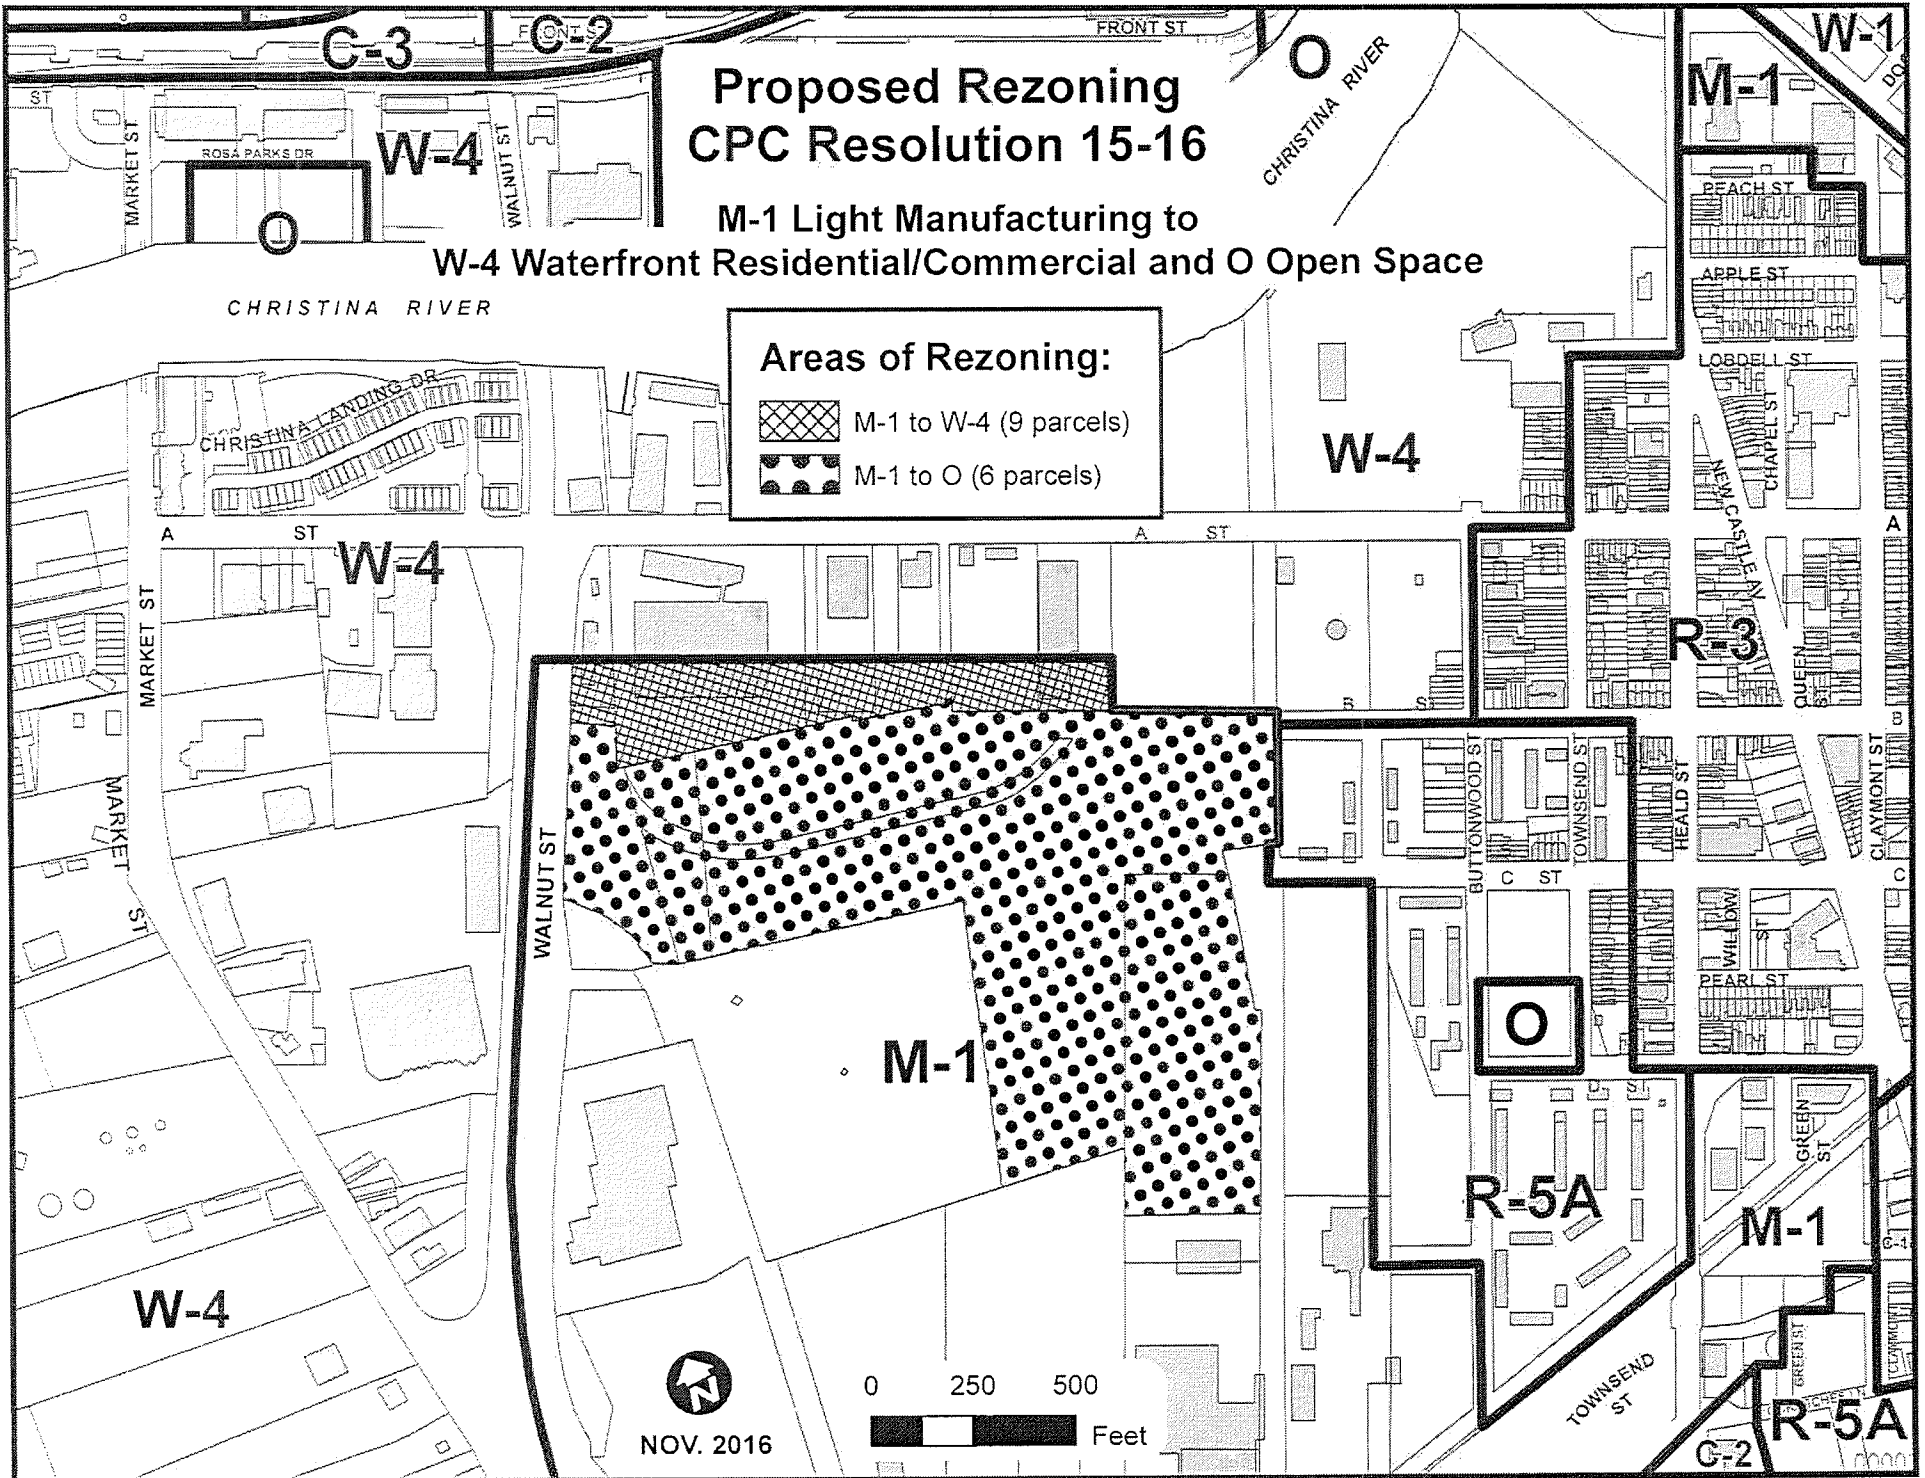 C-3
FRONT S
C-2
FRONT ST
O
CHRISTINA RIVER
W-1
M-1
Proposed Rezoning
CPC Resolution 15-16
M-1 Light Manufacturing to
W-4 Waterfront Residential/Commercial and O Open Space
ST
MARKET ST
ROSA PARKS DR
W-4
WALNUT ST
O
CHRISTINA RIVER
PEACH ST
APPLE ST
LOBDELL ST
Areas of Rezoning:
M-1 to W-4 (9 parcels)
M-1 to O (6 parcels)
CHRISTINA LANDING DR
W-4
CHAPEL ST
NEW CASTLE AV
A ST
W-4
A ST
A
MARKET ST
R-3
QUEEN ST
B S
B
MARKET ST
WALNUT ST
BUTTONWOOD ST
TOWNSEND ST
HEALD ST
CLAYMONT ST
C ST
C
WILLOW ST
PEARL ST
O
M-1
D S
GREEN ST
R-5A
M-1
C-1
W-4
GREEN ST
CLAYMONT
TOWNSEND ST
R-5A
C-2
N
NOV. 2016
0 250 500
Feet